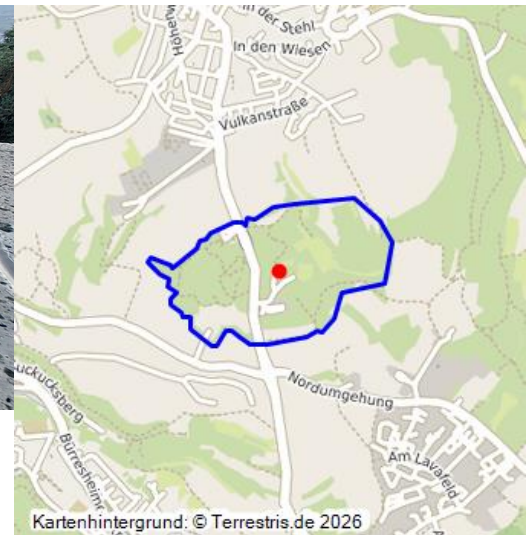 in der Stehl
In den Wiesen
Vulkanstraße
Nordumgehung
Am Lavafeld
Kartenhintergrund: © Terrestris.de 2026